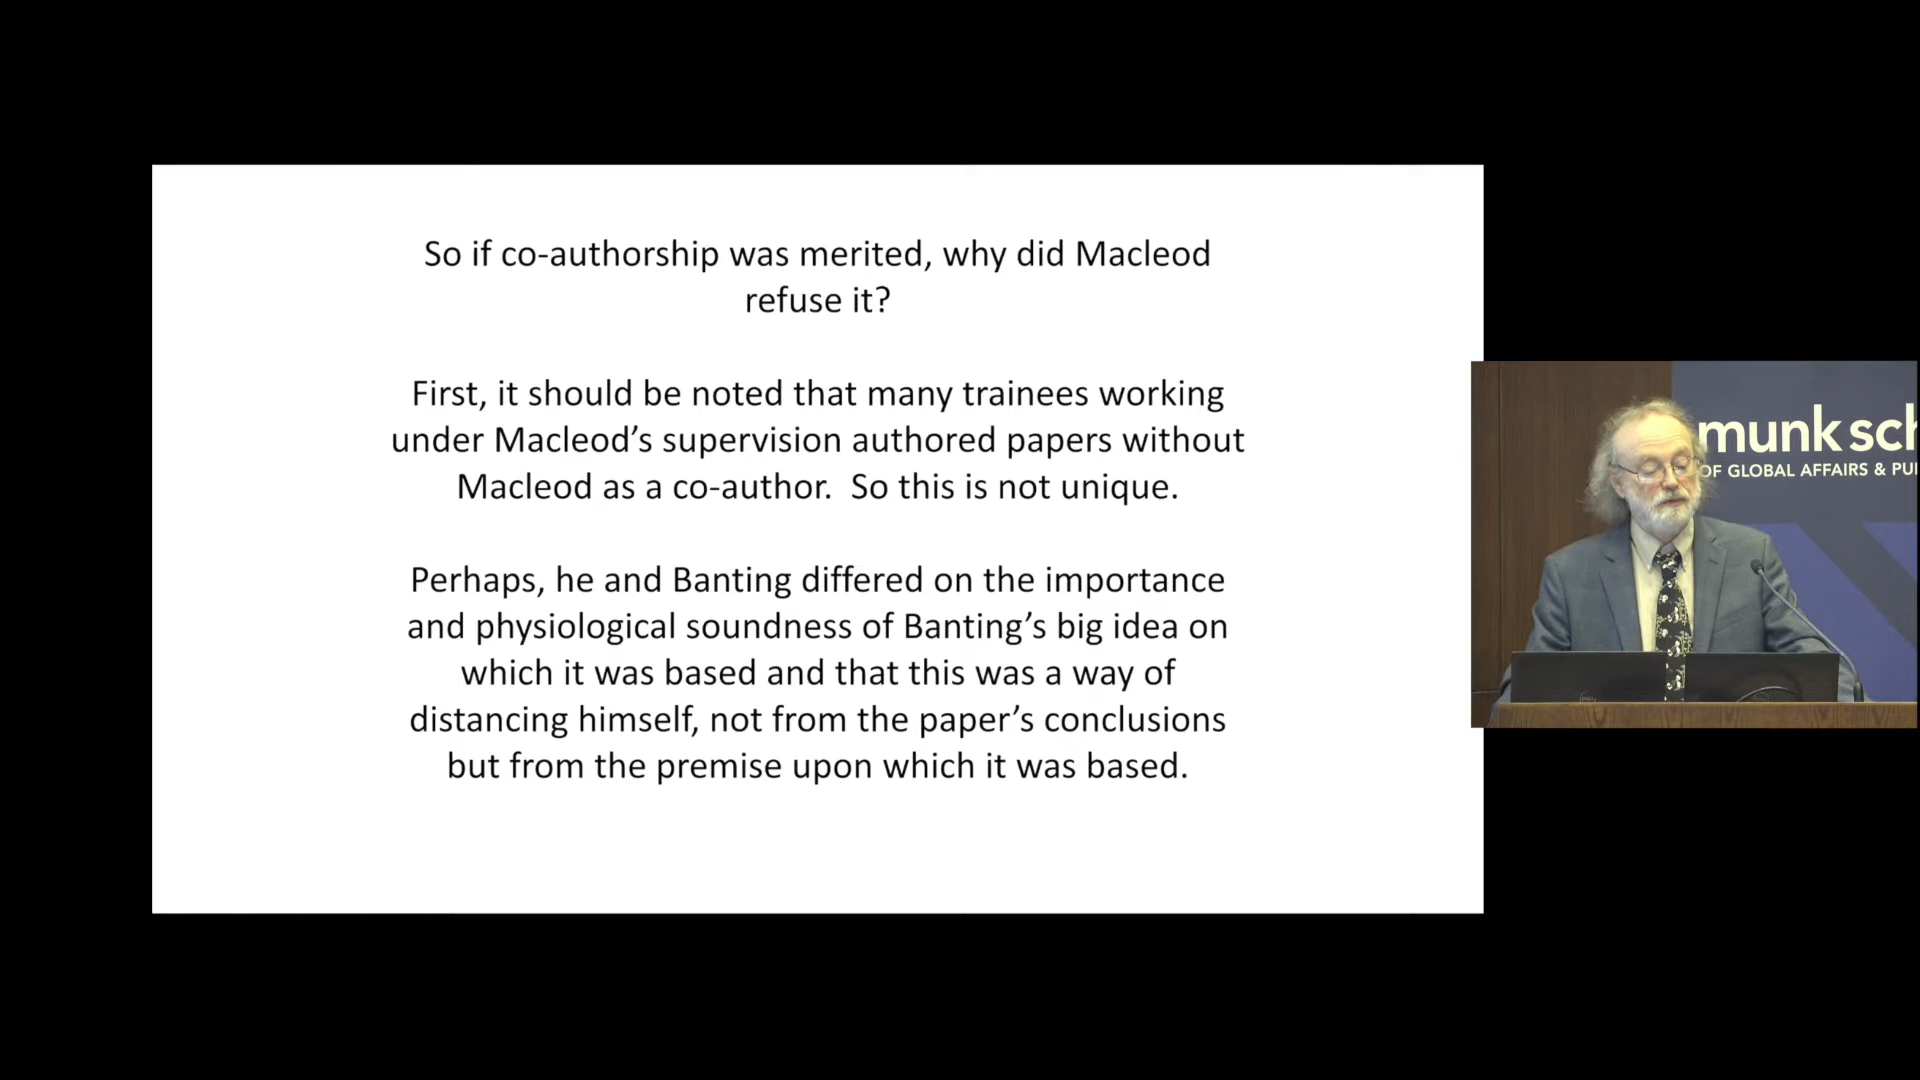 So if co-authorship was merited, why did Macleod
refuse it?
First, it should be noted that many trainees working
under Macleod’s supervision authored papers without
Macleod as a co-author.  So this is not unique.
Perhaps, he and Banting differed on the importance
and physiological soundness of Banting’s big idea on
which it was based and that this was a way of
distancing himself, not from the paper’s conclusions
but from the premise upon which it was based.
munk sch
OF GLOBAL AFFAIRS & PU